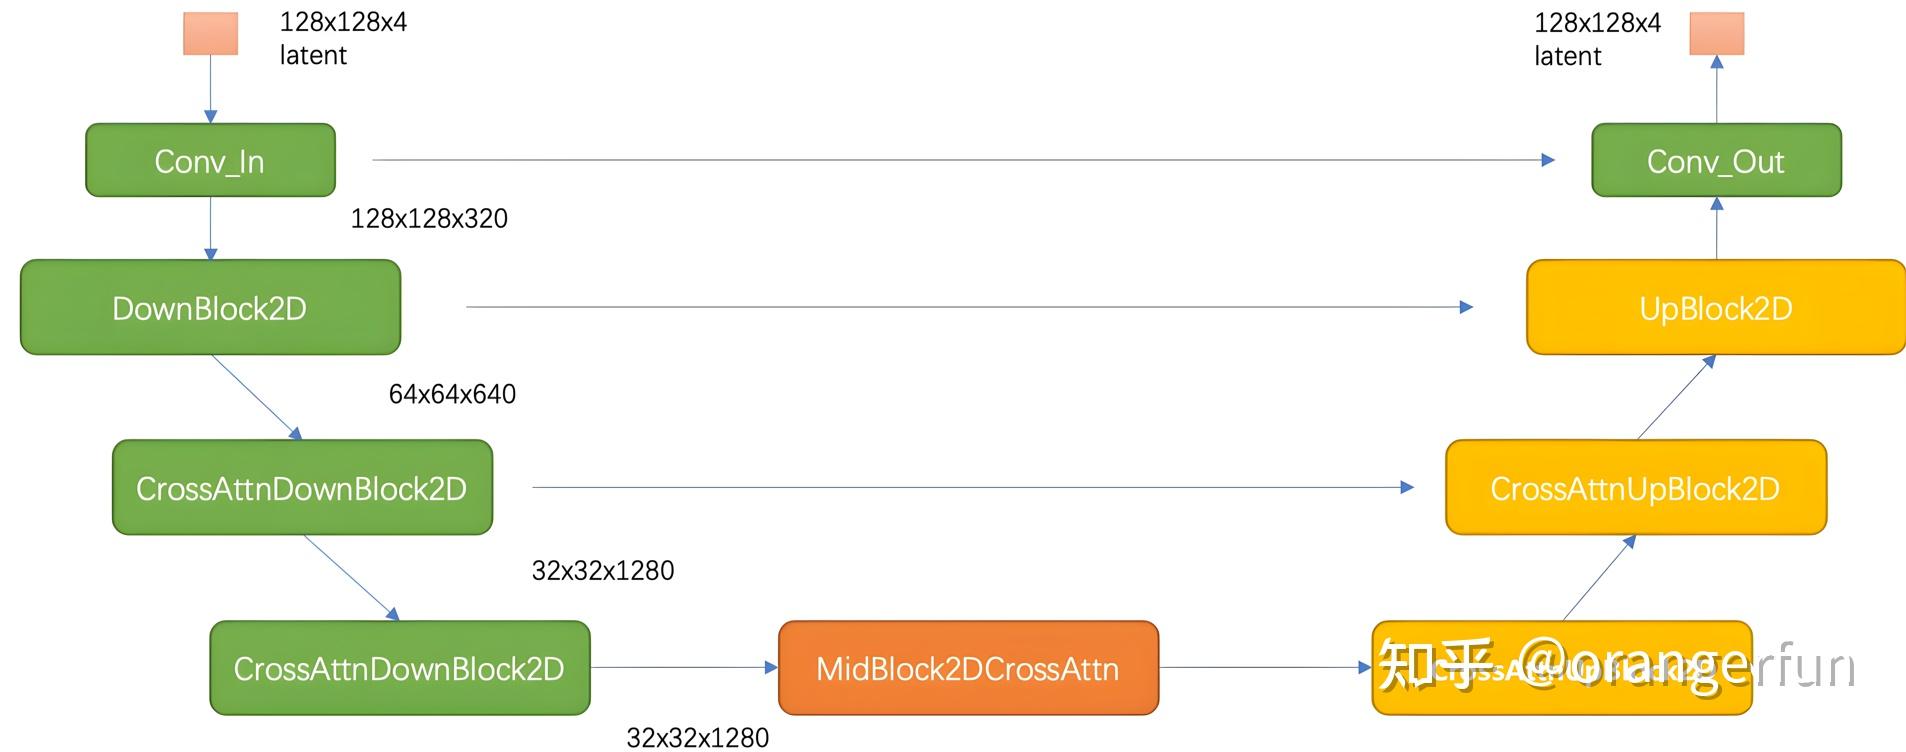 128x128x4
latent
128x128x4
latent
Conv_In
Conv_Out
128x128x320
DownBlock2D
UpBlock2D
64x64x640
CrossAttnDownBlock2D
CrossAttnUpBlock2D
32x32x1280
CrossAttnDownBlock2D
MidBlock2DCrossAttn
CrossAttnUpBlock2D
知乎 @orangerfun
32x32x1280